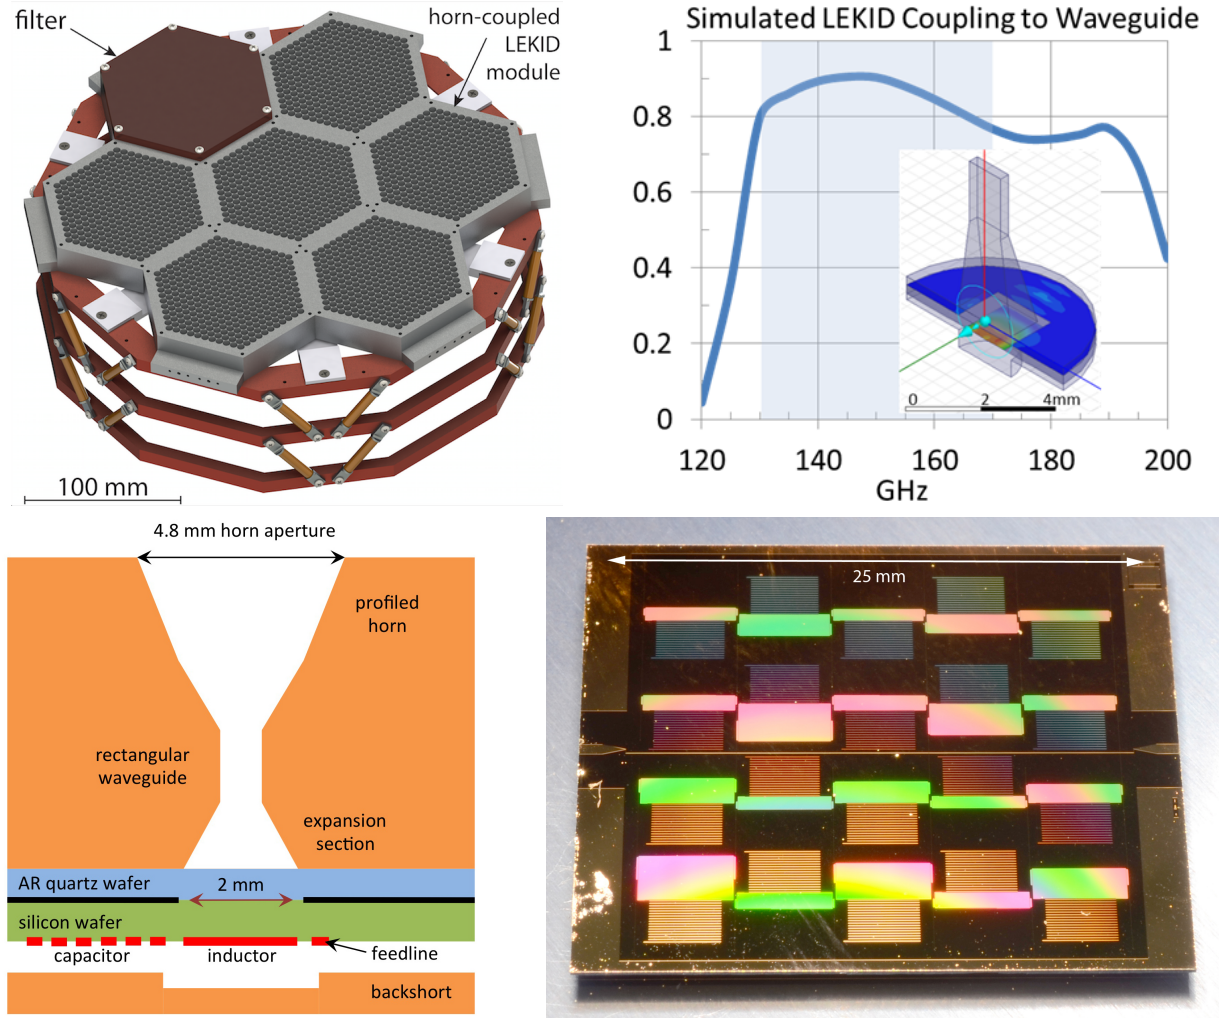 filter
horn-coupled
LEKID
module
100 mm
Simulated LEKID Coupling to Waveguide
1
0.8
0.6
0.4
0.2
0
0 2 4mm
120 140 160 180 200
GHz
4.8 mm horn aperture
profiled
horn
rectangular
waveguide
expansion
section
AR quartz wafer
2 mm
silicon wafer
capacitor
inductor
feedline
backshort
25 mm